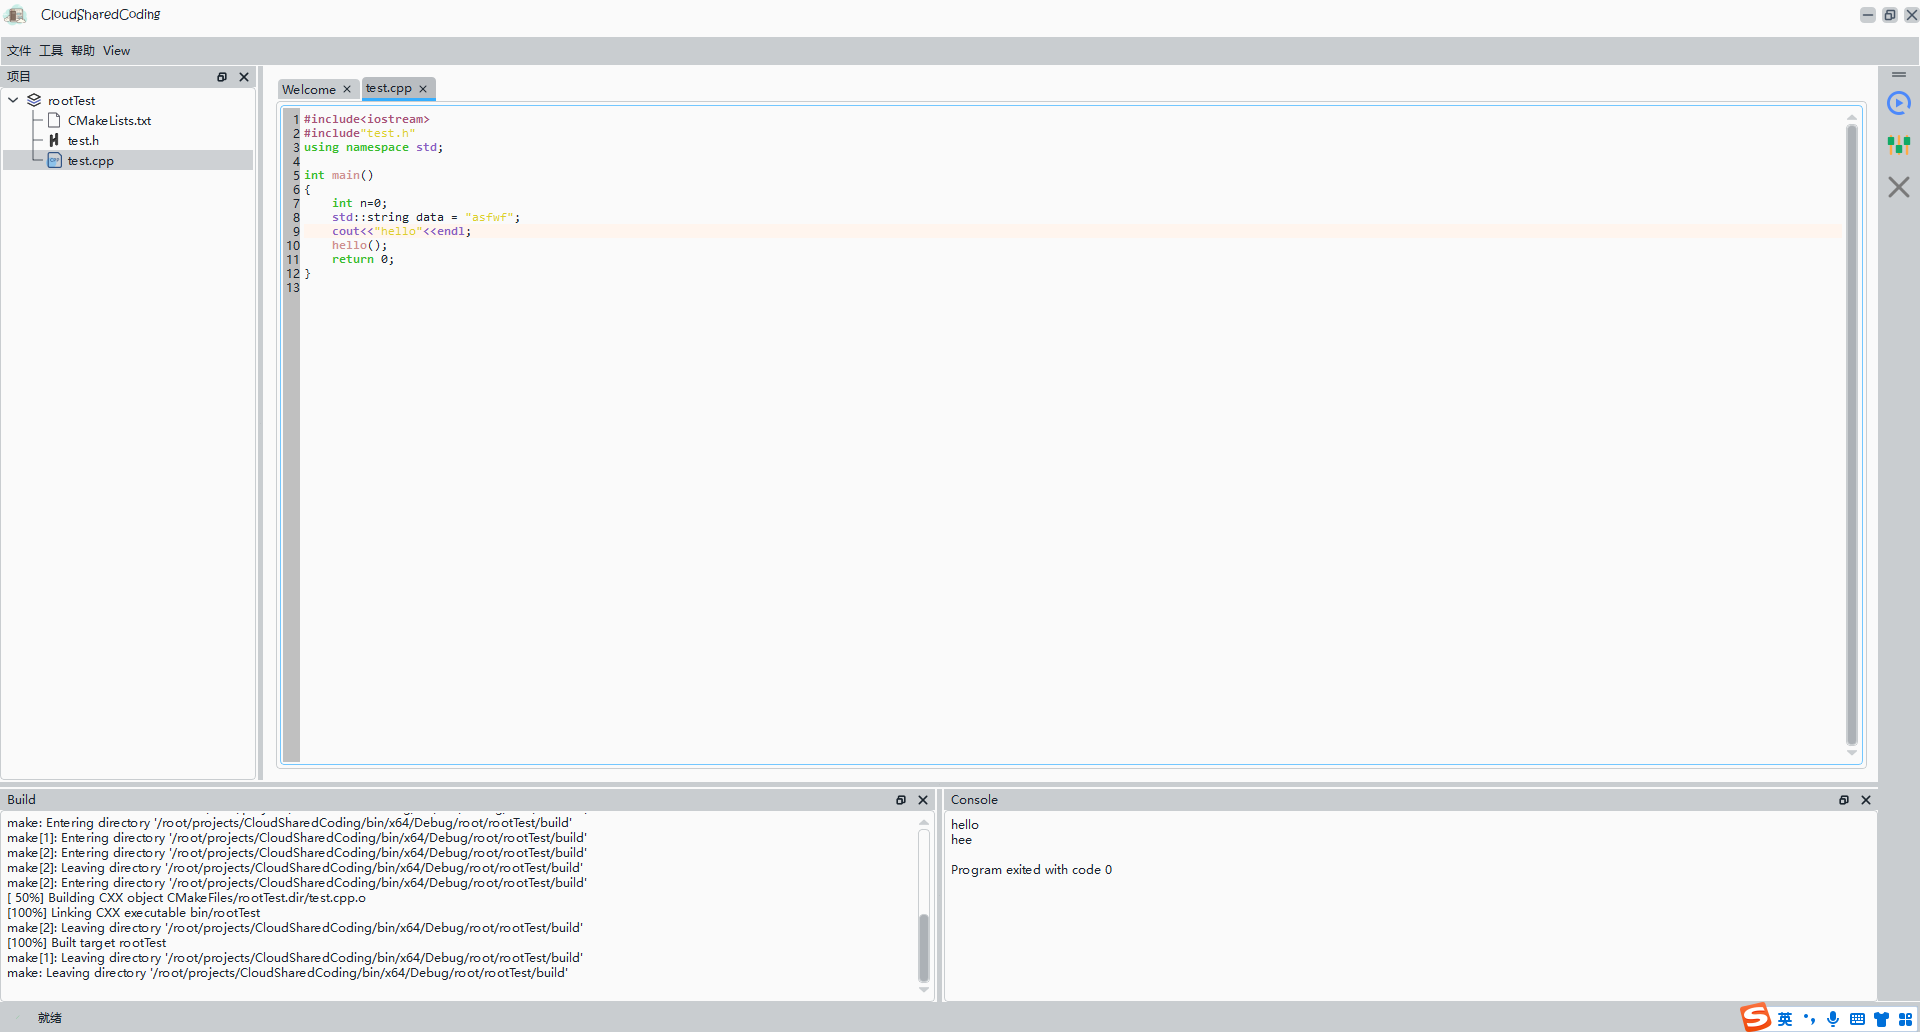 CloudSharedCoding
文件 工具 帮助 View
项目
rootTest
CMakeLists.txt
test.h
test.cpp
Welcome
test.cpp
1 #include<iostream>
2 #include"test.h"
3 using namespace std;
4
5 int main()
6 {
7     int n=0;
8     std::string data = "asfwf";
9     cout<<"hello"<<endl;
10     hello();
11     return 0;
12 }
13
Build
make: Entering directory '/root/projects/CloudSharedCoding/bin/x64/Debug/root/rootTest/build'
make[1]: Entering directory '/root/projects/CloudSharedCoding/bin/x64/Debug/root/rootTest/build'
make[2]: Entering directory '/root/projects/CloudSharedCoding/bin/x64/Debug/root/rootTest/build'
make[2]: Leaving directory '/root/projects/CloudSharedCoding/bin/x64/Debug/root/rootTest/build'
make[2]: Entering directory '/root/projects/CloudSharedCoding/bin/x64/Debug/root/rootTest/build'
[ 50%] Building CXX object CMakeFiles/rootTest.dir/test.cpp.o
[100%] Linking CXX executable bin/rootTest
make[2]: Leaving directory '/root/projects/CloudSharedCoding/bin/x64/Debug/root/rootTest/build'
[100%] Built target rootTest
make[1]: Leaving directory '/root/projects/CloudSharedCoding/bin/x64/Debug/root/rootTest/build'
make: Leaving directory '/root/projects/CloudSharedCoding/bin/x64/Debug/root/rootTest/build'
Console
hello
hee
Program exited with code 0
就绪
英